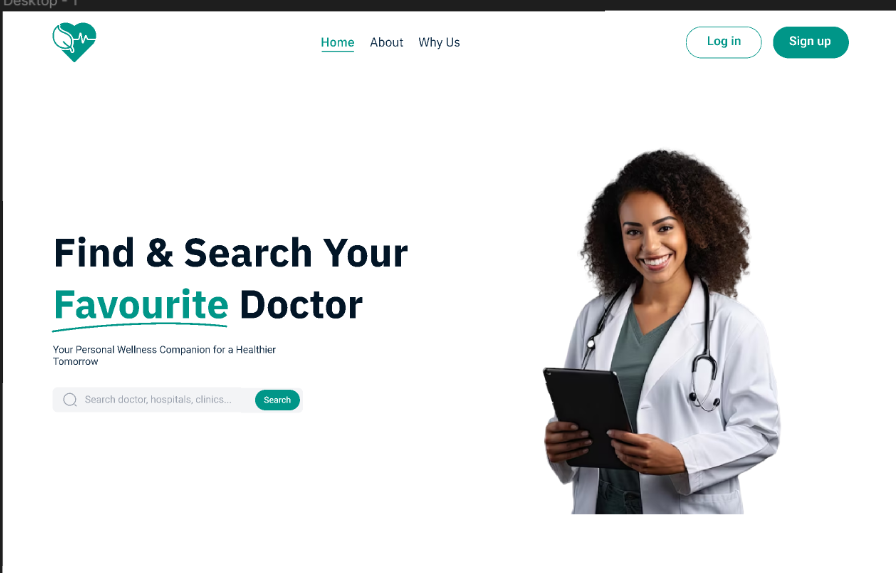 Desktop - 1
Home About Why Us
Log in Sign up
Find & Search Your
Favourite Doctor
Your Personal Wellness Companion for a Healthier
Tomorrow
Search doctor, hospitals, clinics...
Search